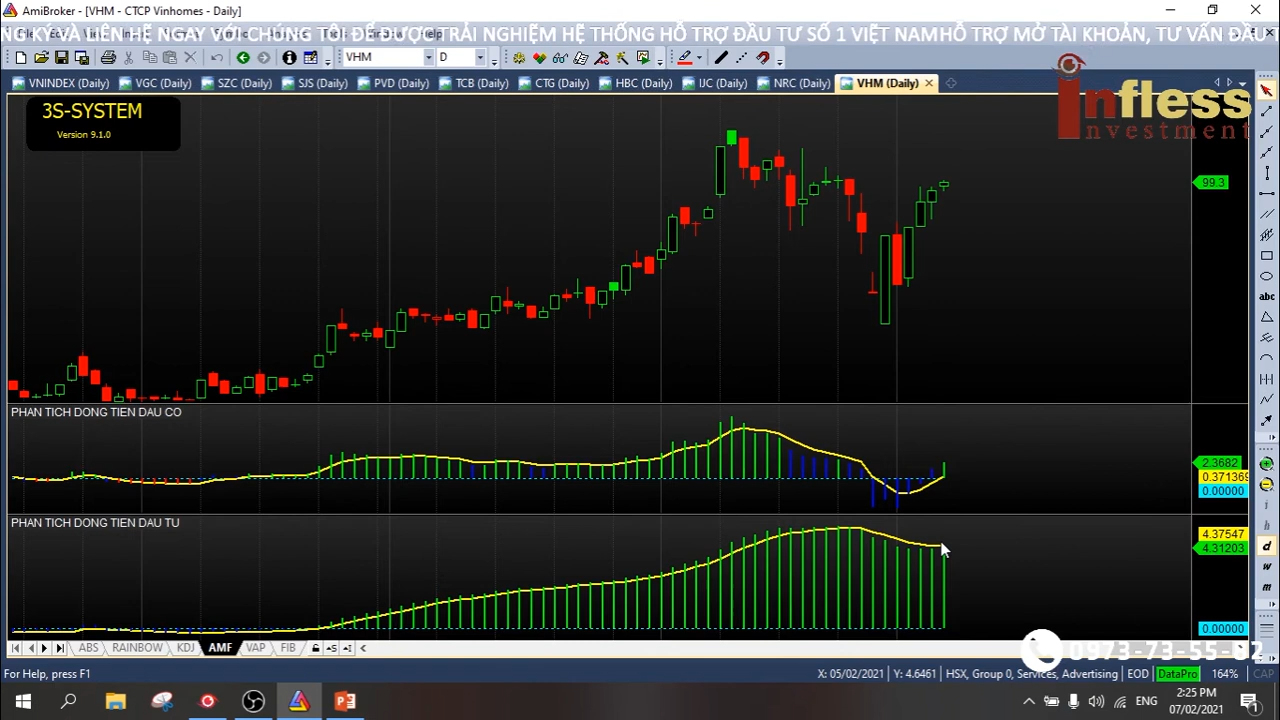 AmiBroker - [VHM - CTCP Vinhomes - Daily]
NG Ý VÀ LIÊN HỆ NGAY VỚI CHÚNG TÔI ĐỂ ĐƯỢC TRẢI NGHIỆM HỆ THỐNG HỖ TRỢ ĐẦU TƯ SỐ 1 VIỆT NAM HỖ TRỢ MỞ TÀI KHOẢN, TƯ VẤN ĐẦU T
VHM D
VNINDEX (Daily) VGC (Daily) SZC (Daily) SJS (Daily) PVD (Daily) TCB (Daily) CTG (Daily) HBC (Daily) IJC (Daily) NRC (Daily) VHM (Daily)
infless
investment
3S-SYSTEM
Version 9.1.0
99.3
abc
PHAN TICH DONG TIEN DAU CO
2.3682
0.371369
0.00000
PHAN TICH DONG TIEN DAU TU
4.37547
4.31203
0.00000
i
h
d
w
m
ABS RAINBOW KDJ AMF VAP FIB
0973-73-55-82
For Help, press F1
X: 05/02/2021 Y: 4.6461 HSX, Group 0, Services, Advertising EOD DataPro 164% CAP
ENG
2:25 PM
07/02/2021
1